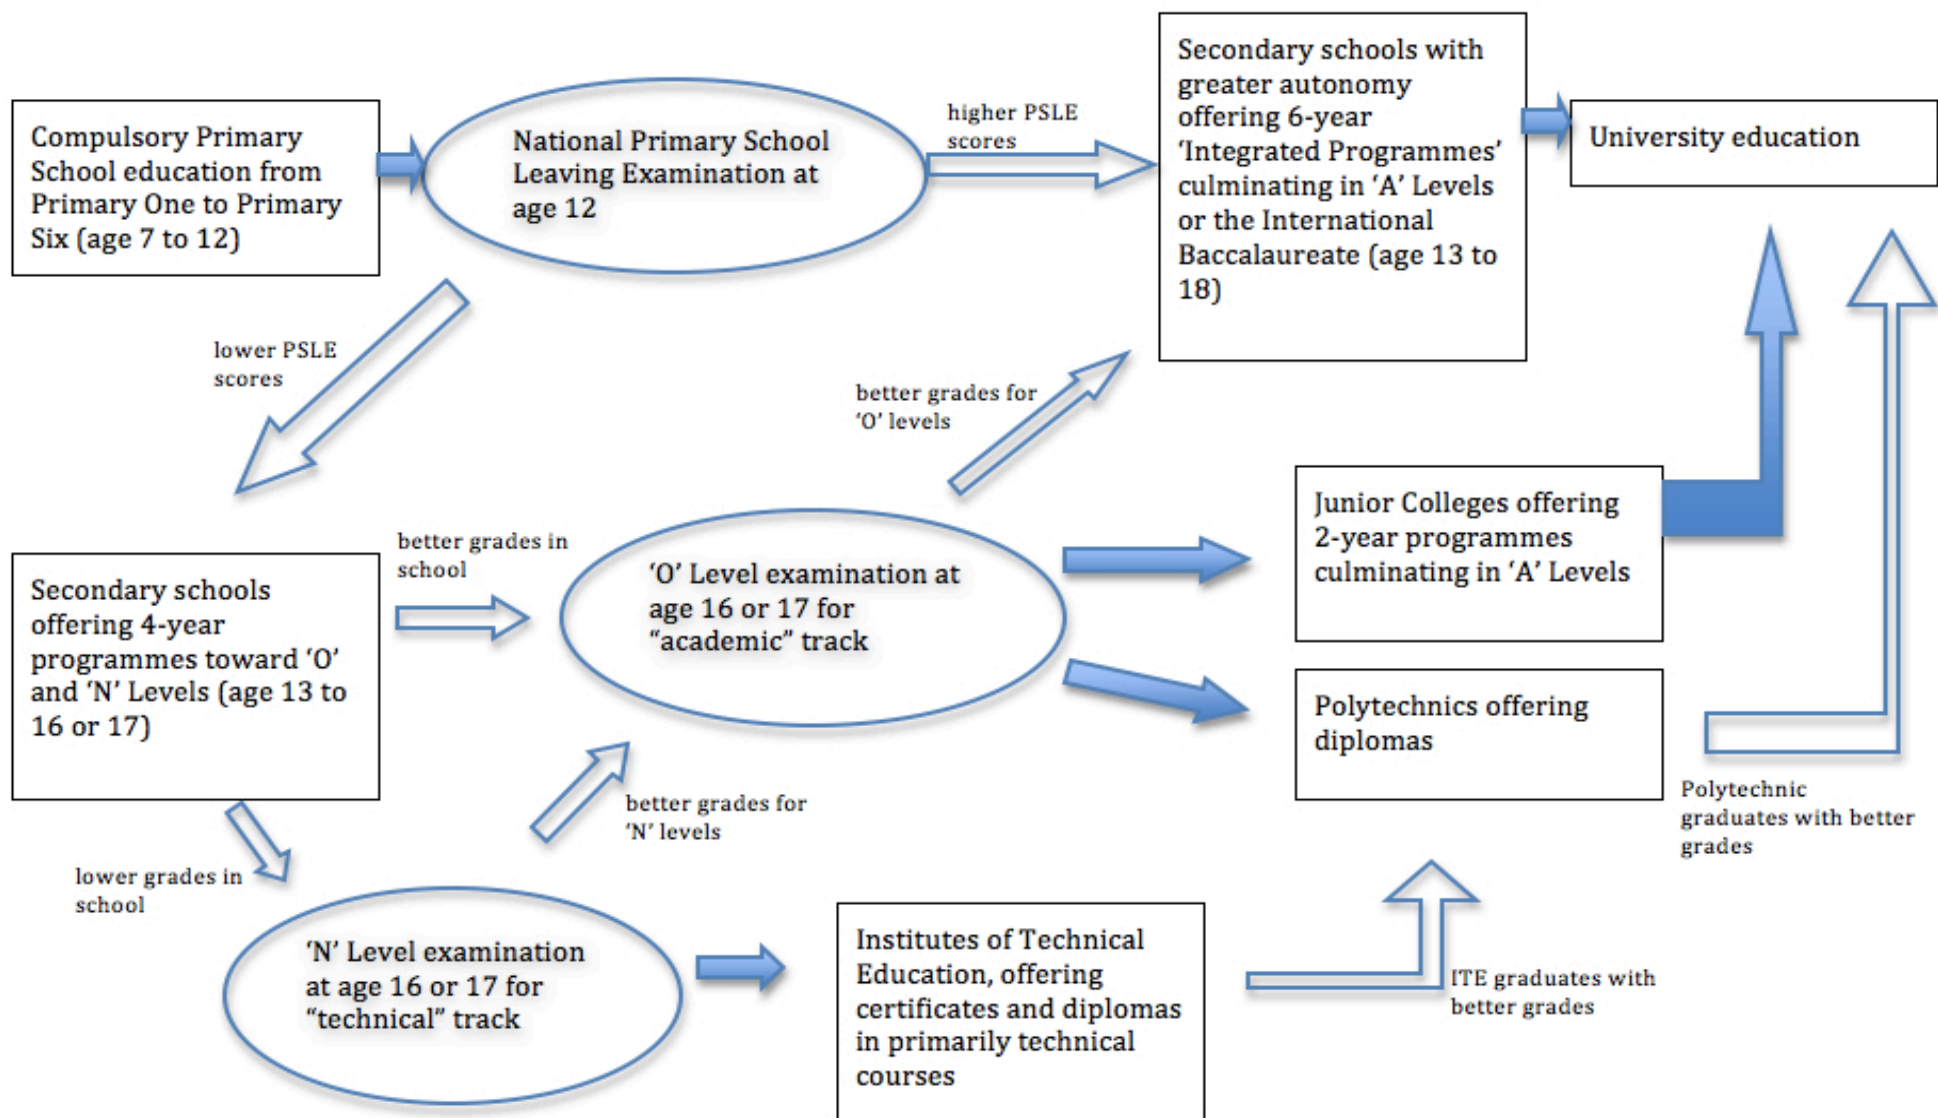 Compulsory Primary
School education from
Primary One to Primary
Six (age 7 to 12)
National Primary School
Leaving Examination at
age 12
higher PSLE
scores
Secondary schools with
greater autonomy
offering 6-year
‘Integrated Programmes’
culminating in ‘A’ Levels
or the International
Baccalaureate (age 13 to
18)
University education
lower PSLE
scores
better grades for
‘O’ levels
Secondary schools
offering 4-year
programmes toward ‘O’
and ‘N’ Levels (age 13 to
16 or 17)
better grades in
school
‘O’ Level examination at
age 16 or 17 for
“academic” track
Junior Colleges offering
2-year programmes
culminating in ‘A’ Levels
Polytechnics offering
diplomas
Polytechnic
graduates with better
grades
lower grades in
school
better grades for
‘N’ levels
‘N’ Level examination
at age 16 or 17 for
“technical” track
Institutes of Technical
Education, offering
certificates and diplomas
in primarily technical
courses
ITE graduates with
better grades